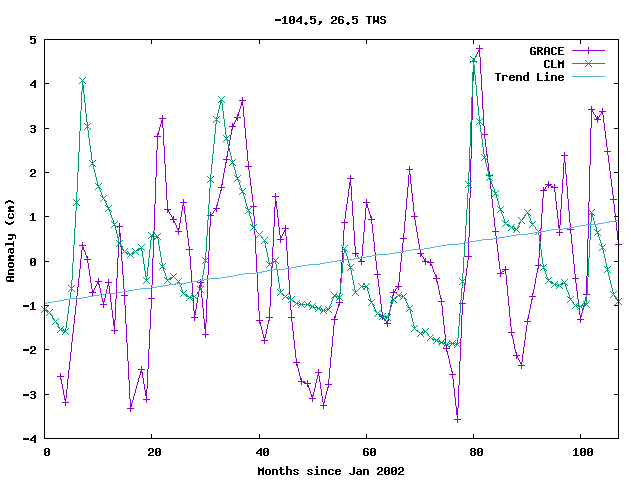 -104.5, 26.5 TWS
GRACE
CLM
Trend Line
5
4
3
2
1
0
-1
-2
-3
-4
Anomaly (cm)
0 20 40 60 80 100
Months since Jan 2002